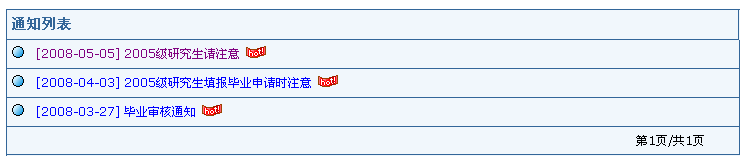 通知列表
[2008-05-05] 2005级研究生请注意 hot
[2008-04-03] 2005级研究生填报毕业申请时注意 hot
[2008-03-27] 毕业审核通知 hot
第1页/共1页